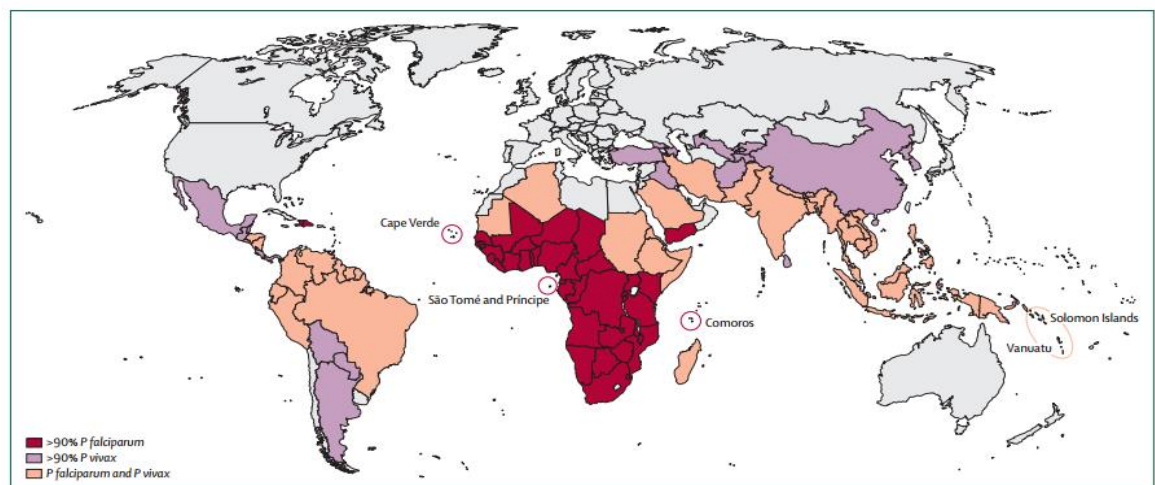 Cape Verde
São Tomé and Príncipe
Comoros
Solomon Islands
Vanuatu
>90% P falciparum
>90% P vivax
P falciparum and P vivax